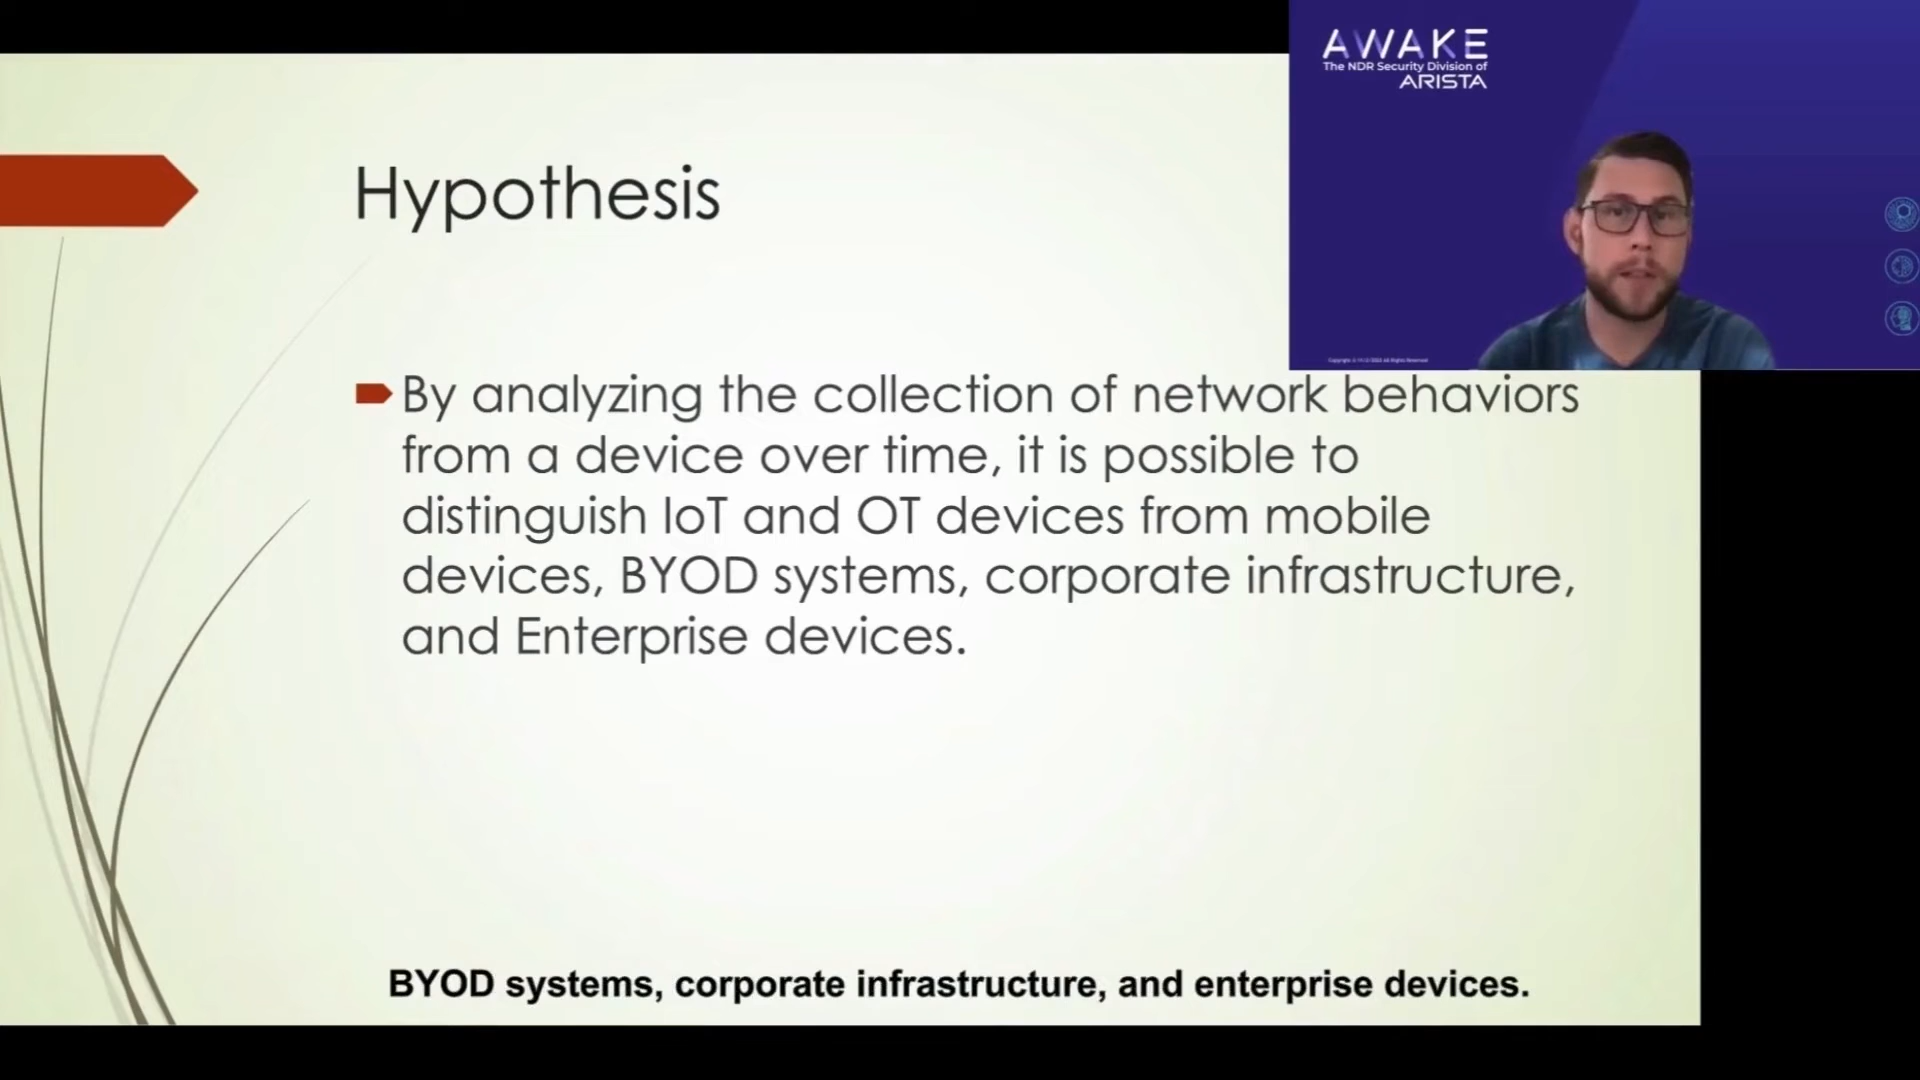 AWAKE
The NDR Security Division of
ARISTA
Hypothesis
By analyzing the collection of network behaviors
from a device over time, it is possible to
distinguish IoT and OT devices from mobile
devices, BYOD systems, corporate infrastructure,
and Enterprise devices.
BYOD systems, corporate infrastructure, and enterprise devices.